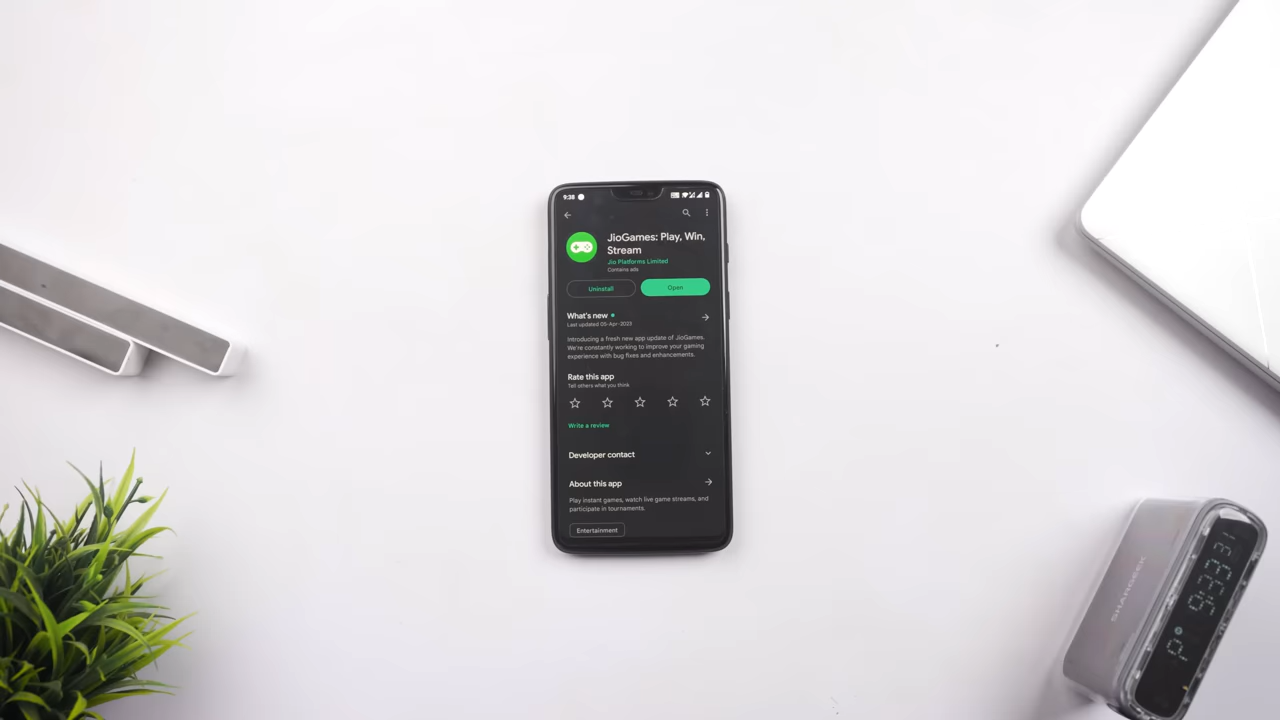 9:38
JioGames: Play, Win,
Stream
Jio Platforms Limited
Contains ads
Uninstall
Open
What's new
Last updated 05-Apr-2023
Introducing a fresh new app update of JioGames.
We're constantly working to improve your gaming
experience with bug fixes and enhancements.
Rate this app
Tell others what you think
Write a review
Developer contact
About this app
Play instant games, watch live game streams, and
participate in tournaments.
Entertainment
SHARGEEK